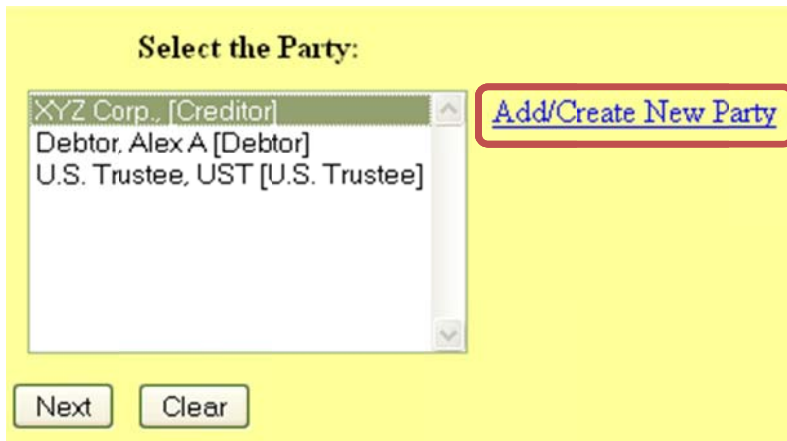 Select the Party:
XYZ Corp., [Creditor]
Add/Create New Party
Debtor, Alex A [Debtor]
U.S. Trustee, UST [U.S. Trustee]
Next
Clear